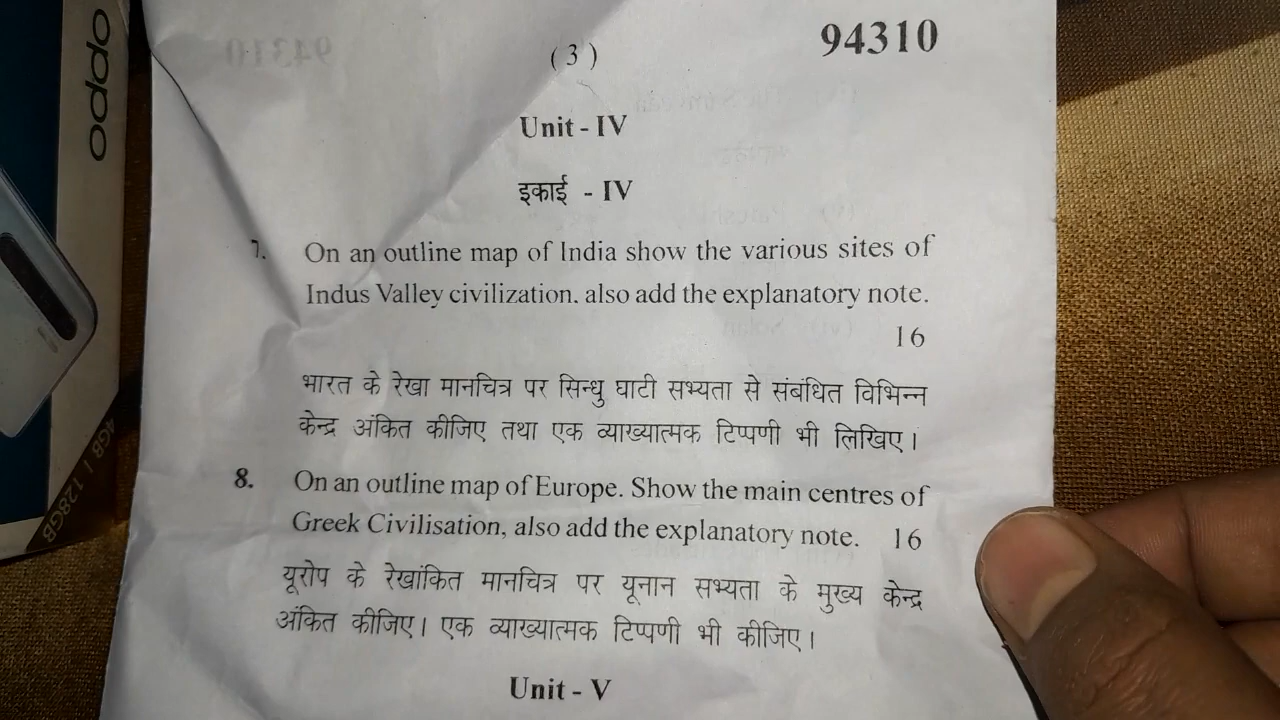 oppo
4GB | 128GB
94310
( 3 )
Unit - IV
इकाई - IV
7. On an outline map of India show the various sites of
Indus Valley civilization. also add the explanatory note.
16
भारत के रेखा मानचित्र पर सिन्धु घाटी सभ्यता से संबंधित विभिन्न
केन्द्र अंकित कीजिए तथा एक व्याख्यात्मक टिप्पणी भी लिखिए।
8. On an outline map of Europe. Show the main centres of
Greek Civilisation, also add the explanatory note. 16
यूरोप के रेखांकित मानचित्र पर यूनान सभ्यता के मुख्य केन्द्र
अंकित कीजिए। एक व्याख्यात्मक टिप्पणी भी कीजिए।
Unit - V